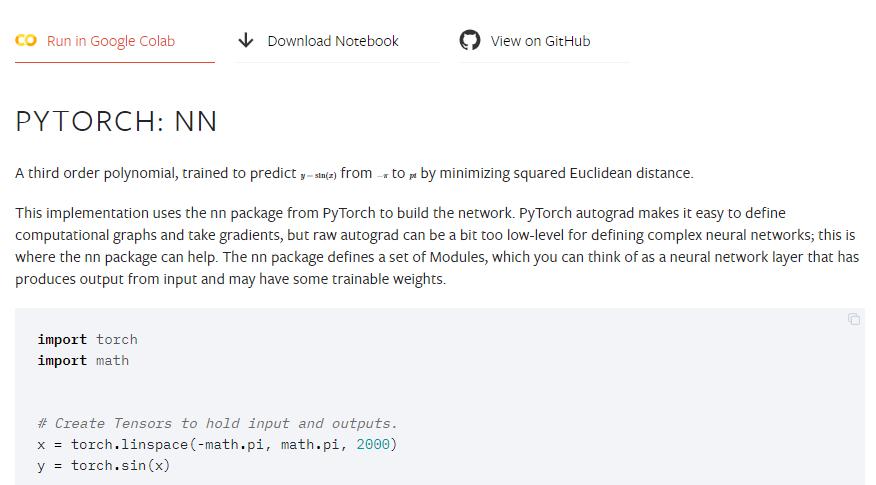 Run in Google Colab
Download Notebook
View on GitHub
PYTORCH: NN
A third order polynomial, trained to predict y=sin(x) from −π to pi by minimizing squared Euclidean distance.
This implementation uses the nn package from PyTorch to build the network. PyTorch autograd makes it easy to define
computational graphs and take gradients, but raw autograd can be a bit too low-level for defining complex neural networks; this is
where the nn package can help. The nn package defines a set of Modules, which you can think of as a neural network layer that has
produces output from input and may have some trainable weights.
import torch
import math
# Create Tensors to hold input and outputs.
x = torch.linspace(-math.pi, math.pi, 2000)
y = torch.sin(x)